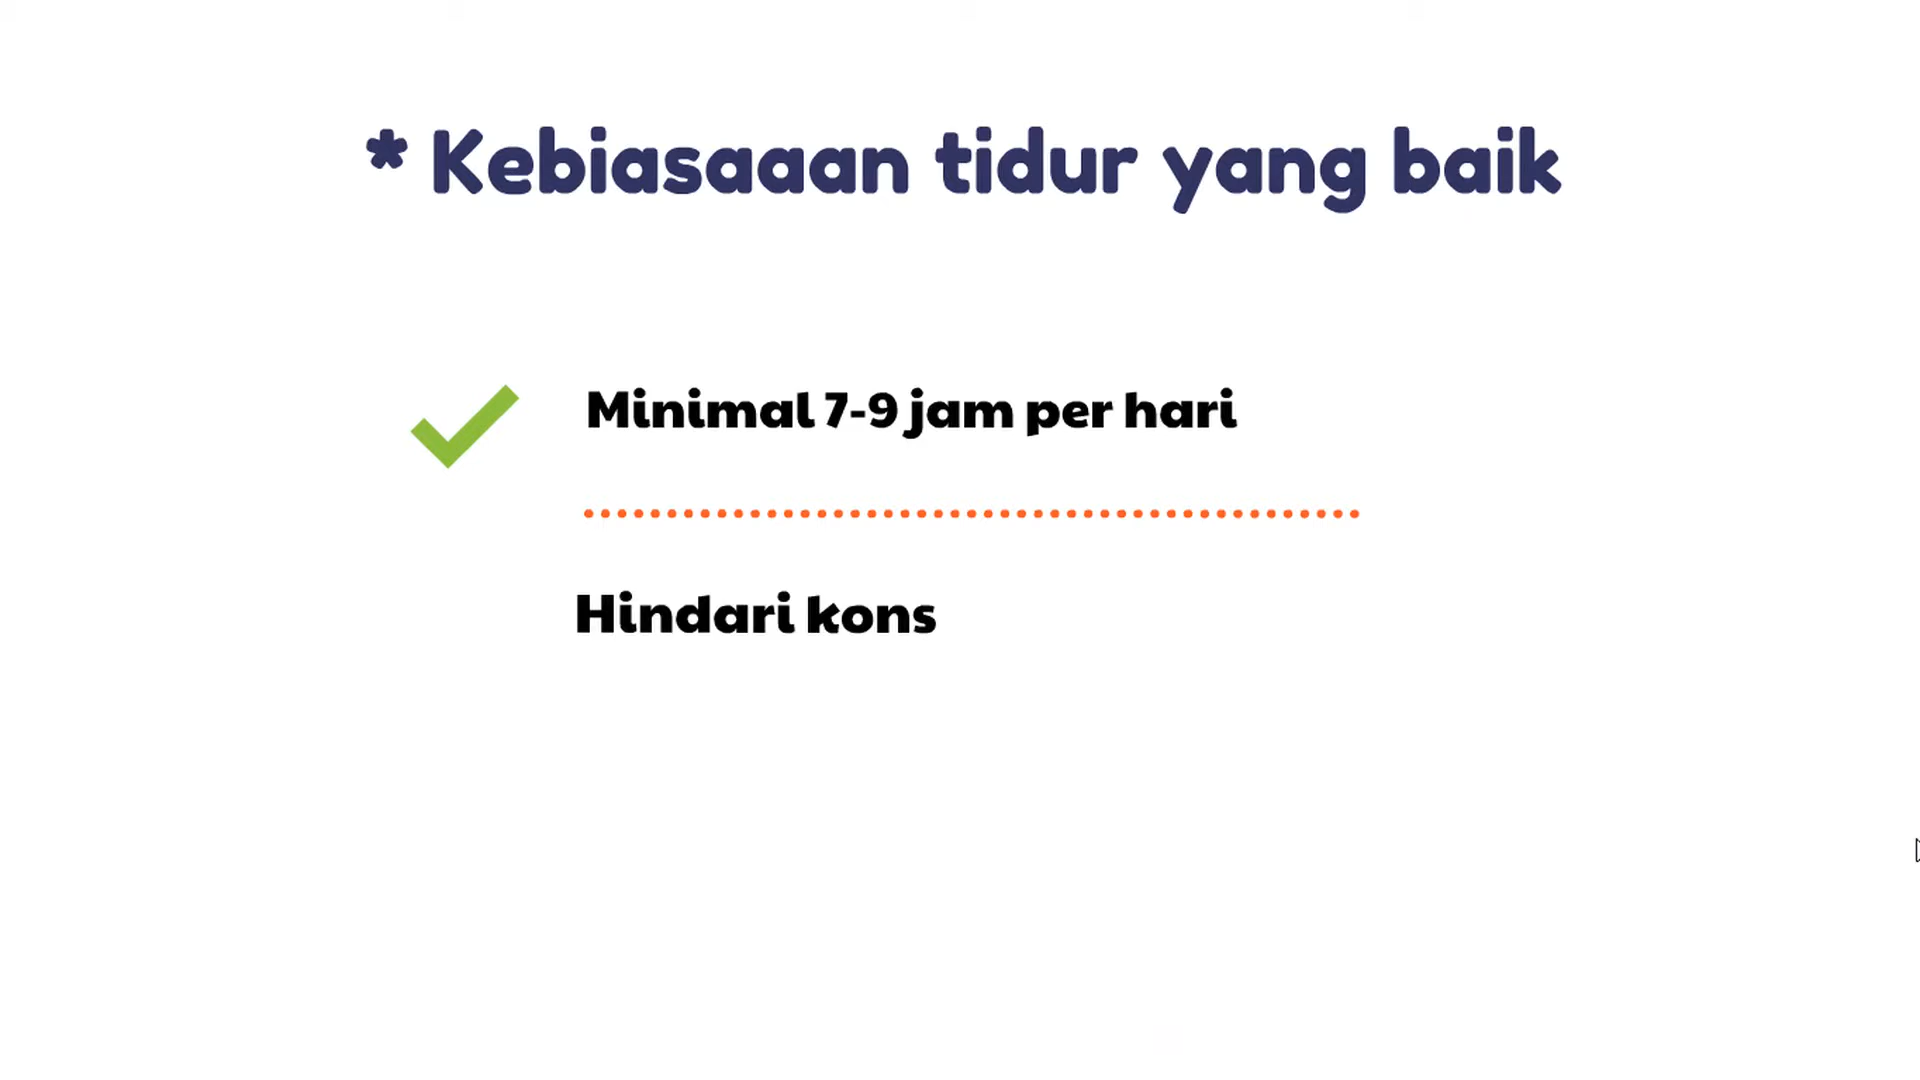 * Kebiasaaan tidur yang baik
Minimal 7-9 jam per hari
Hindari kons